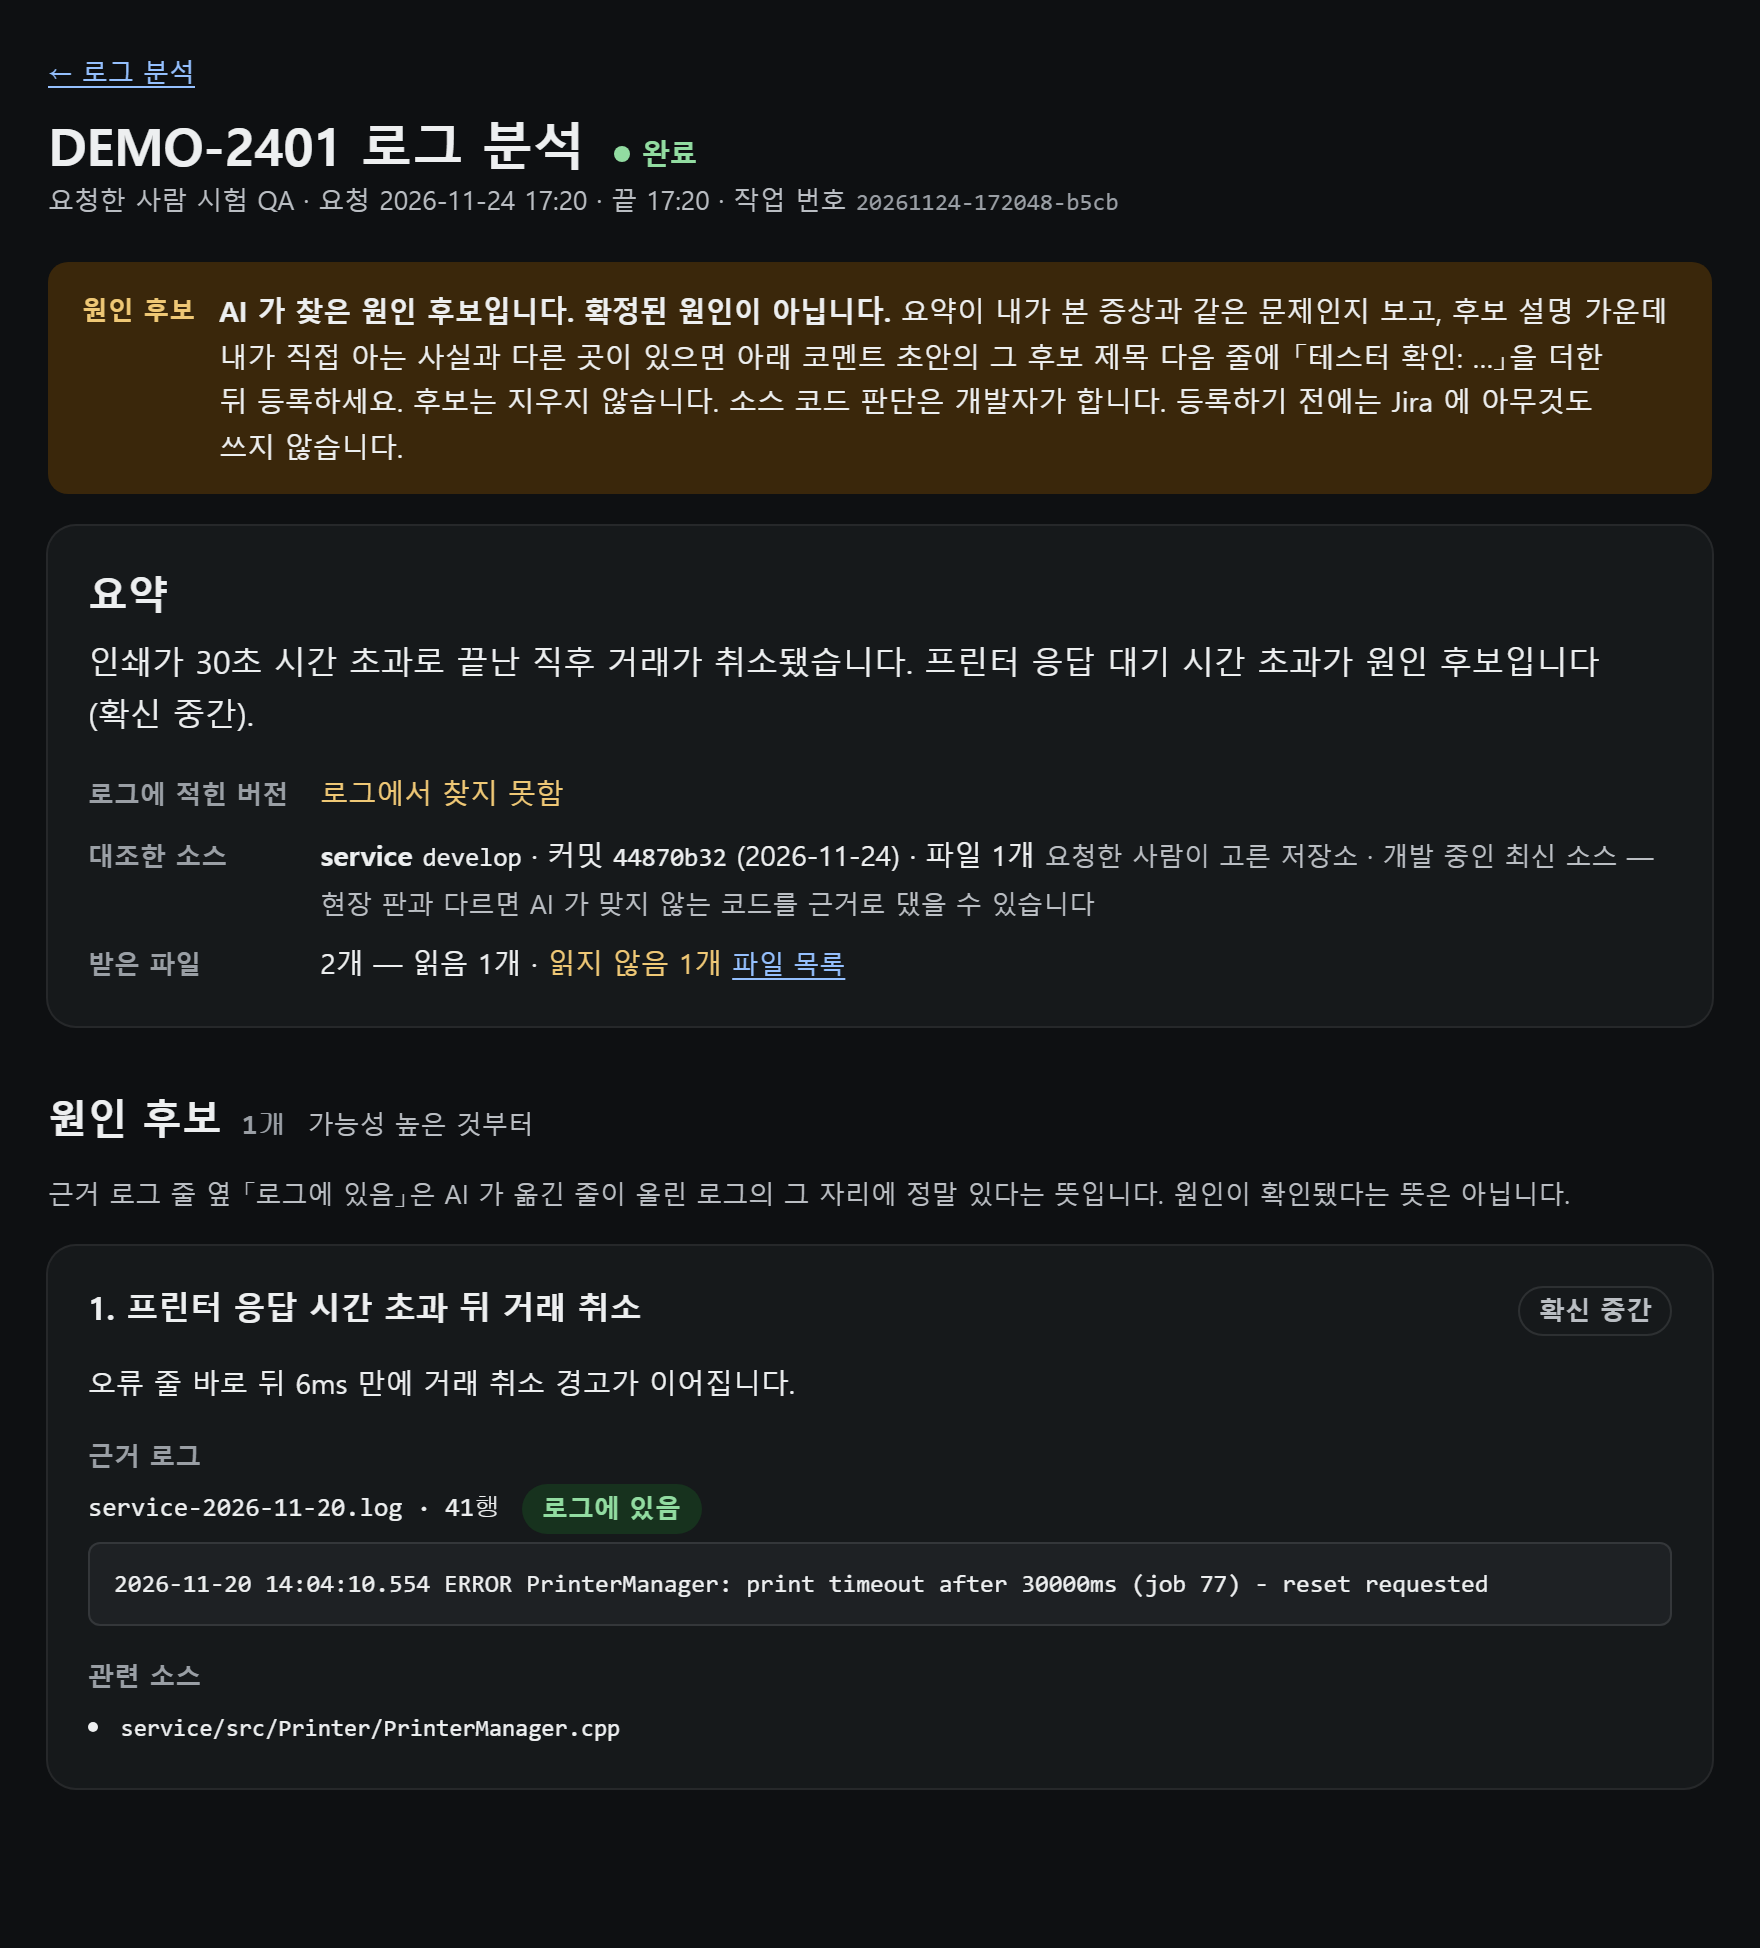 ← 로그 분석
DEMO-2401 로그 분석 ● 완료
요청한 사람 시험 QA · 요청 2026-11-24 17:20 · 끝 17:20 · 작업 번호 20261124-172048-b5cb
원인 후보 AI 가 찾은 원인 후보입니다. 확정된 원인이 아닙니다. 요약이 내가 본 증상과 같은 문제인지 보고, 후보 설명 가운데
내가 직접 아는 사실과 다른 곳이 있으면 아래 코멘트 초안의 그 후보 제목 다음 줄에 「테스터 확인: …」을 더한
뒤 등록하세요. 후보는 지우지 않습니다. 소스 코드 판단은 개발자가 합니다. 등록하기 전에는 Jira 에 아무것도
쓰지 않습니다.
요약
인쇄가 30초 시간 초과로 끝난 직후 거래가 취소됐습니다. 프린터 응답 대기 시간 초과가 원인 후보입니다
(확신 중간).
로그에 적힌 버전 로그에서 찾지 못함
대조한 소스 service develop · 커밋 44870b32 (2026-11-24) · 파일 1개 요청한 사람이 고른 저장소 · 개발 중인 최신 소스 —
현장 판과 다르면 AI 가 맞지 않는 코드를 근거로 댔을 수 있습니다
받은 파일 2개 — 읽음 1개 · 읽지 않음 1개 파일 목록
원인 후보 1개 가능성 높은 것부터
근거 로그 줄 옆 「로그에 있음」은 AI 가 옮긴 줄이 올린 로그의 그 자리에 정말 있다는 뜻입니다. 원인이 확인됐다는 뜻은 아닙니다.
1. 프린터 응답 시간 초과 뒤 거래 취소 확신 중간
오류 줄 바로 뒤 6ms 만에 거래 취소 경고가 이어집니다.
근거 로그
service-2026-11-20.log · 41행 로그에 있음
2026-11-20 14:04:10.554 ERROR PrinterManager: print timeout after 30000ms (job 77) - reset requested
관련 소스
● service/src/Printer/PrinterManager.cpp